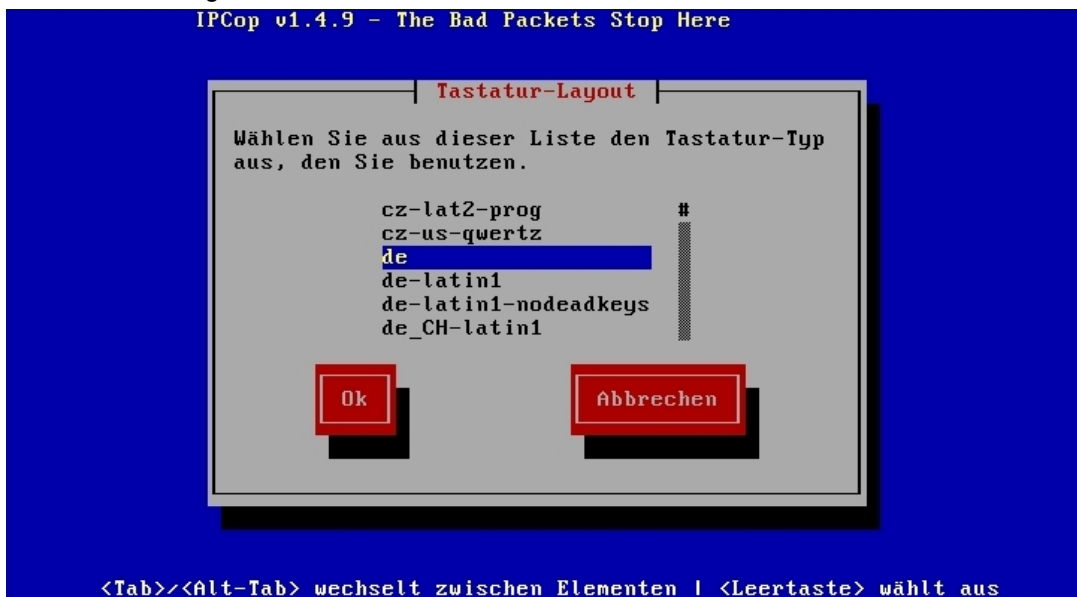 IPCop v1.4.9 - The Bad Packets Stop Here
Tastatur-Layout
Wählen Sie aus dieser Liste den Tastatur-Typ
aus, den Sie benutzen.
cz-lat2-prog #
cz-us-qwertz
de
de-latin1
de-latin1-nodeadkeys
de_CH-latin1
Ok Abbrechen
<Tab>/<Alt-Tab> wechselt zwischen Elementen | <Leertaste> wählt aus